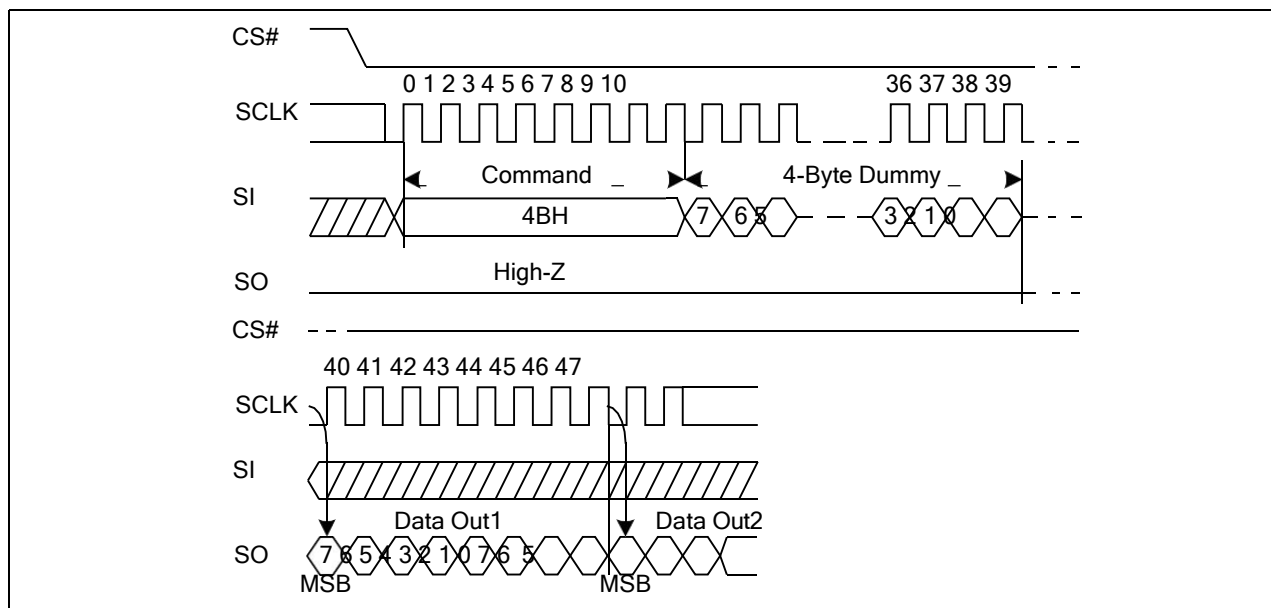 CS#
0 1 2 3 4 5 6 7 8 9 10
36 37 38 39
SCLK
Command
4-Byte Dummy
SI
4BH
7 6 5
3 2 1 0
High-Z
SO
CS#
40 41 42 43 44 45 46 47
SCLK
SI
Data Out1
Data Out2
SO
7 6 5 4 3 2 1 0 7 6 5
MSB
MSB